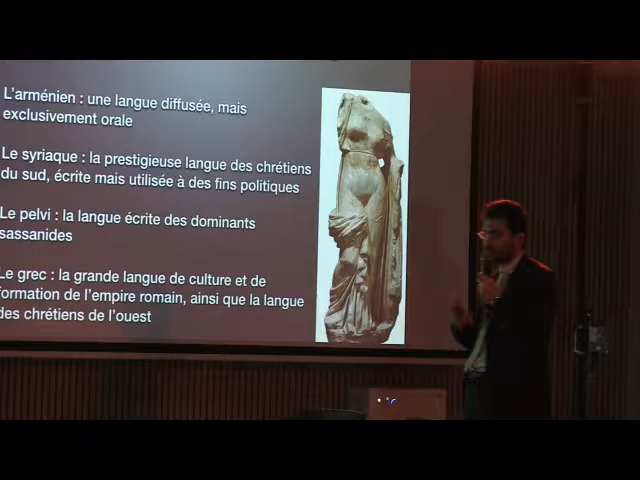 L’arménien : une langue diffusée, mais
exclusivement orale
Le syriaque : la prestigieuse langue des chrétiens
du sud, écrite mais utilisée à des fins politiques
Le pelvi : la langue écrite des dominants
sassanides
Le grec : la grande langue de culture et de
formation de l’empire romain, ainsi que la langue
des chrétiens de l’ouest